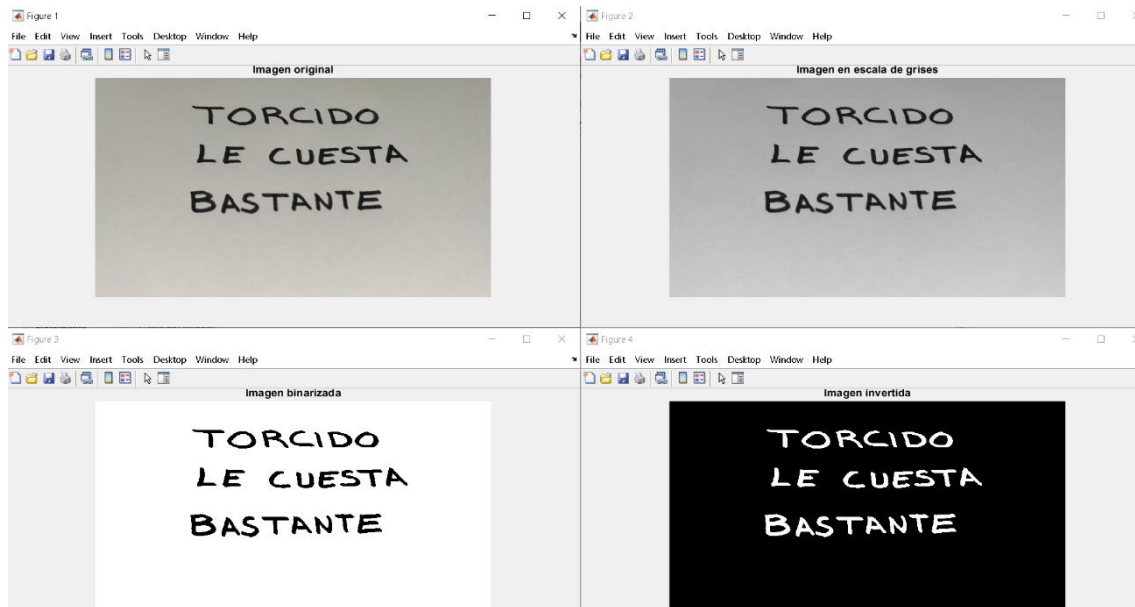 Figure 1
File Edit View Insert Tools Desktop Window Help
Imagen original
TORCIDO
LE CUESTA
BASTANTE
Figure 2
File Edit View Insert Tools Desktop Window Help
Imagen en escala de grises
TORCIDO
LE CUESTA
BASTANTE
Figure 3
File Edit View Insert Tools Desktop Window Help
Imagen binarizada
TORCIDO
LE CUESTA
BASTANTE
Figure 4
File Edit View Insert Tools Desktop Window Help
Imagen invertida
TORCIDO
LE CUESTA
BASTANTE